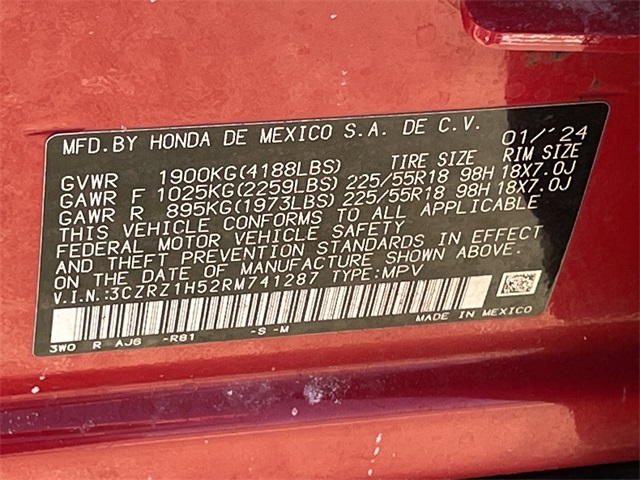 MFD.BY HONDA DE MEXICO S.A. DE C.V. 01/'24
GVWR 1900KG(4188LBS) TIRE SIZE RIM SIZE
GAWR F 1025KG(2259LBS) 225/55R18 98H 18X7.0J
GAWR R 895KG(1973LBS) 225/55R18 98H 18X7.0J
THIS VEHICLE CONFORMS TO ALL APPLICABLE
FEDERAL MOTOR VEHICLE SAFETY
AND THEFT PREVENTION STANDARDS IN EFFECT
ON THE DATE OF MANUFACTURE SHOWN ABOVE.
V.I.N.:3CZRZ1H52RM741287 TYPE:MPV
3WO R AJ6 -R81 -S -M MADE IN MEXICO